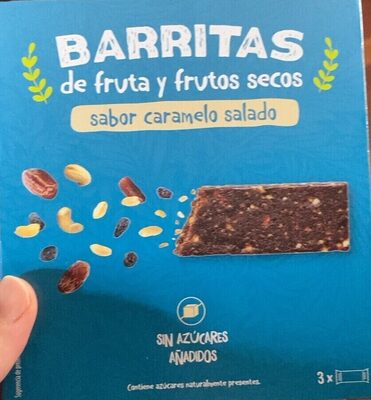 BARRITAS
de fruta y frutos secos
sabor caramelo salado
SIN AZÚCARES
AÑADIDOS
3 x
Contiene azúcares naturalmente presentes.